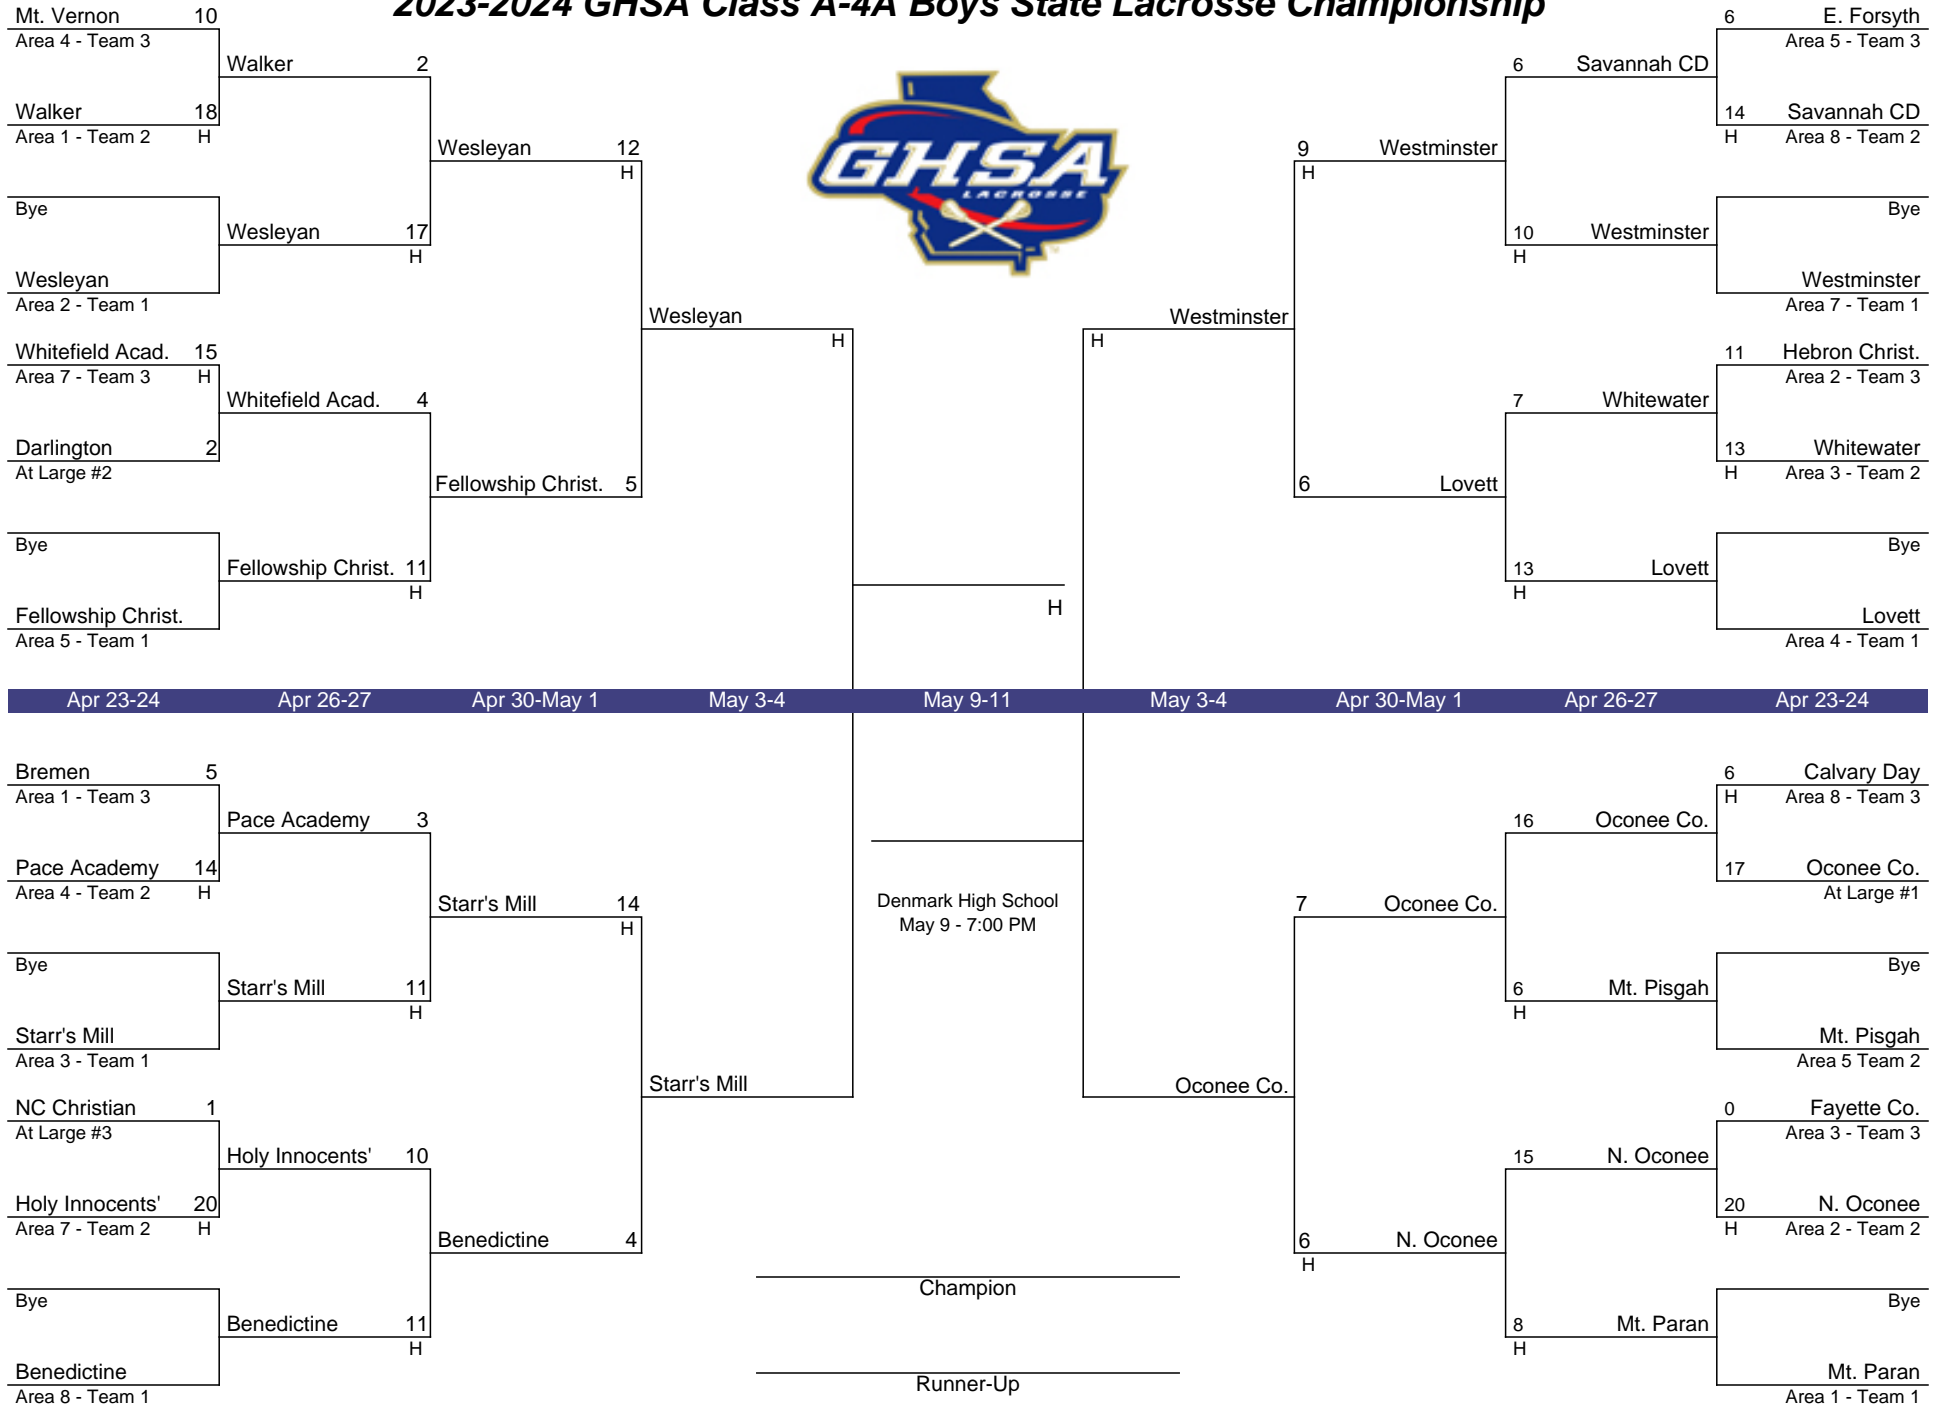 2023-2024 GHSA Class A-4A Boys State Lacrosse Championship
Mt. Vernon 10
Area 4 - Team 3
Walker 2
Walker 18
Area 1 - Team 2 H
Wesleyan 12
H
Bye
Wesleyan 17
H
Wesleyan
Area 2 - Team 1
Wesleyan
H
Whitefield Acad. 15
Area 7 - Team 3 H
Whitefield Acad. 4
Darlington 2
At Large #2
Fellowship Christ. 5
Bye
Fellowship Christ. 11
H
Fellowship Christ.
Area 5 - Team 1
GHSA
LACROSSE
H
6 E. Forsyth
Area 5 - Team 3
6 Savannah CD
14 Savannah CD
H Area 8 - Team 2
9 Westminster
H
Bye
10 Westminster
H
Westminster
Area 7 - Team 1
Westminster
H
11 Hebron Christ.
Area 2 - Team 3
7 Whitewater
13 Whitewater
H Area 3 - Team 2
6 Lovett
Bye
13 Lovett
H
Lovett
Area 4 - Team 1
Apr 23-24 Apr 26-27 Apr 30-May 1 May 3-4 May 9-11 May 3-4 Apr 30-May 1 Apr 26-27 Apr 23-24
Bremen 5
Area 1 - Team 3
Pace Academy 3
Pace Academy 14
Area 4 - Team 2 H
Starr's Mill 14
H
Bye
Starr's Mill 11
H
Starr's Mill
Area 3 - Team 1
Starr's Mill
NC Christian 1
At Large #3
Holy Innocents' 10
Holy Innocents' 20
Area 7 - Team 2 H
Benedictine 4
Bye
Benedictine 11
H
Benedictine
Area 8 - Team 1
Denmark High School
May 9 - 7:00 PM
Champion
Runner-Up
6 Calvary Day
H Area 8 - Team 3
16 Oconee Co.
17 Oconee Co.
At Large #1
7 Oconee Co.
Bye
6 Mt. Pisgah
H
Mt. Pisgah
Area 5 Team 2
Oconee Co.
0 Fayette Co.
Area 3 - Team 3
15 N. Oconee
20 N. Oconee
H Area 2 - Team 2
6 N. Oconee
H
Bye
8 Mt. Paran
H
Mt. Paran
Area 1 - Team 1